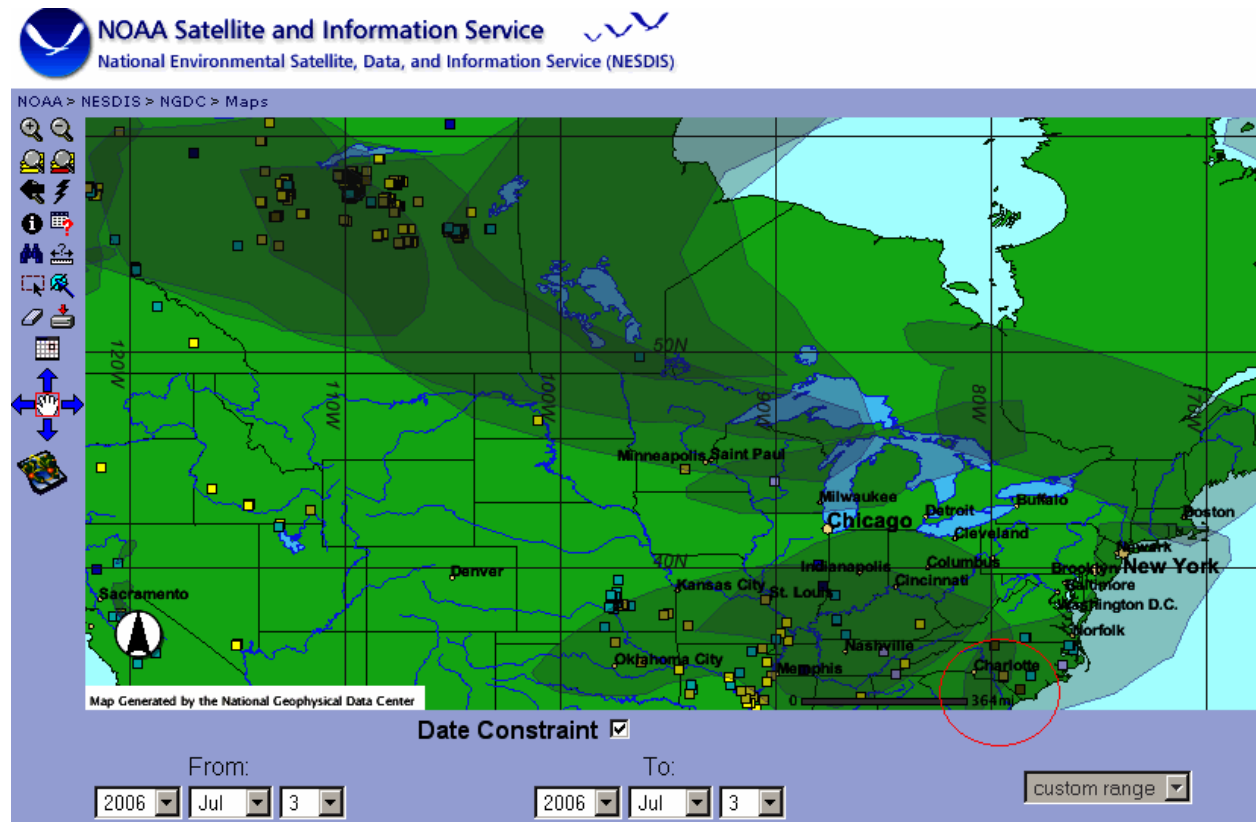 NOAA Satellite and Information Service
National Environmental Satellite, Data, and Information Service (NESDIS)
NOAA > NESDIS > NGDC > Maps
50N
120W
110W
100W
90W
80W
70W
Minneapolis Saint Paul
Milwaukee
Chicago
Detroit
Buffalo
Boston
Cleveland
Newark
40N
Indianapolis
Columbus
Brooklyn New York
Denver
Kansas City
St. Louis
Cincinnati
Baltimore
Sacramento
Washington D.C.
Norfolk
Nashville
Oklahoma City
Memphis
Charlotte
0 364mi
Map Generated by the National Geophysical Data Center
Date Constraint
From:
To:
2006 Jul 3
2006 Jul 3
custom range